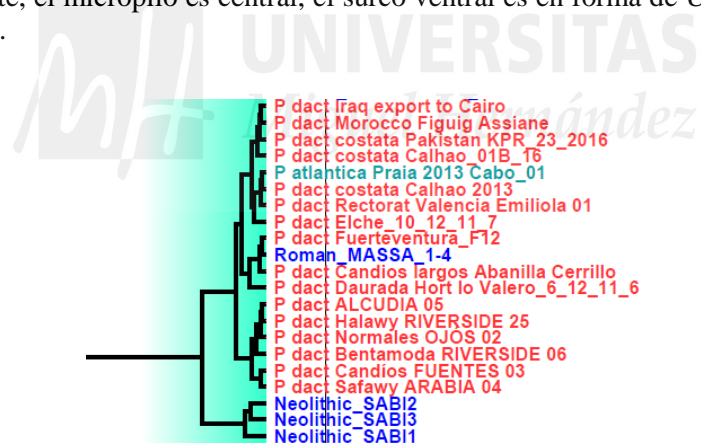 te, el micrópilo es central, el surco ventral es en forma de U
.
UNIVERSITAS
Miguel Hernández
P dact Iraq export to Cairo
P dact Morocco Figuig Assiane
P dact costata Pakistan KPR_23_2016
P dact costata Calhao_01B_16
P atlantica Praia 2013 Cabo_01
P dact costata Calhao 2013
P dact Rectorat Valencia Emiliola 01
P dact Elche_10_12_11_7
P dact Fuerteventura_F12
Roman_MASSA_1-4
P dact Candios largos Abanilla Cerrillo
P dact Daurada Hort lo Valero_6_12_11_6
P dact ALCUDIA 05
P dact Halawy RIVERSIDE 25
P dact Normales OJOS 02
P dact Bentamoda RIVERSIDE 06
P dact Candíos FUENTES 03
P dact Safawy ARABIA 04
Neolithic_SABI2
Neolithic_SABI3
Neolithic_SABI1